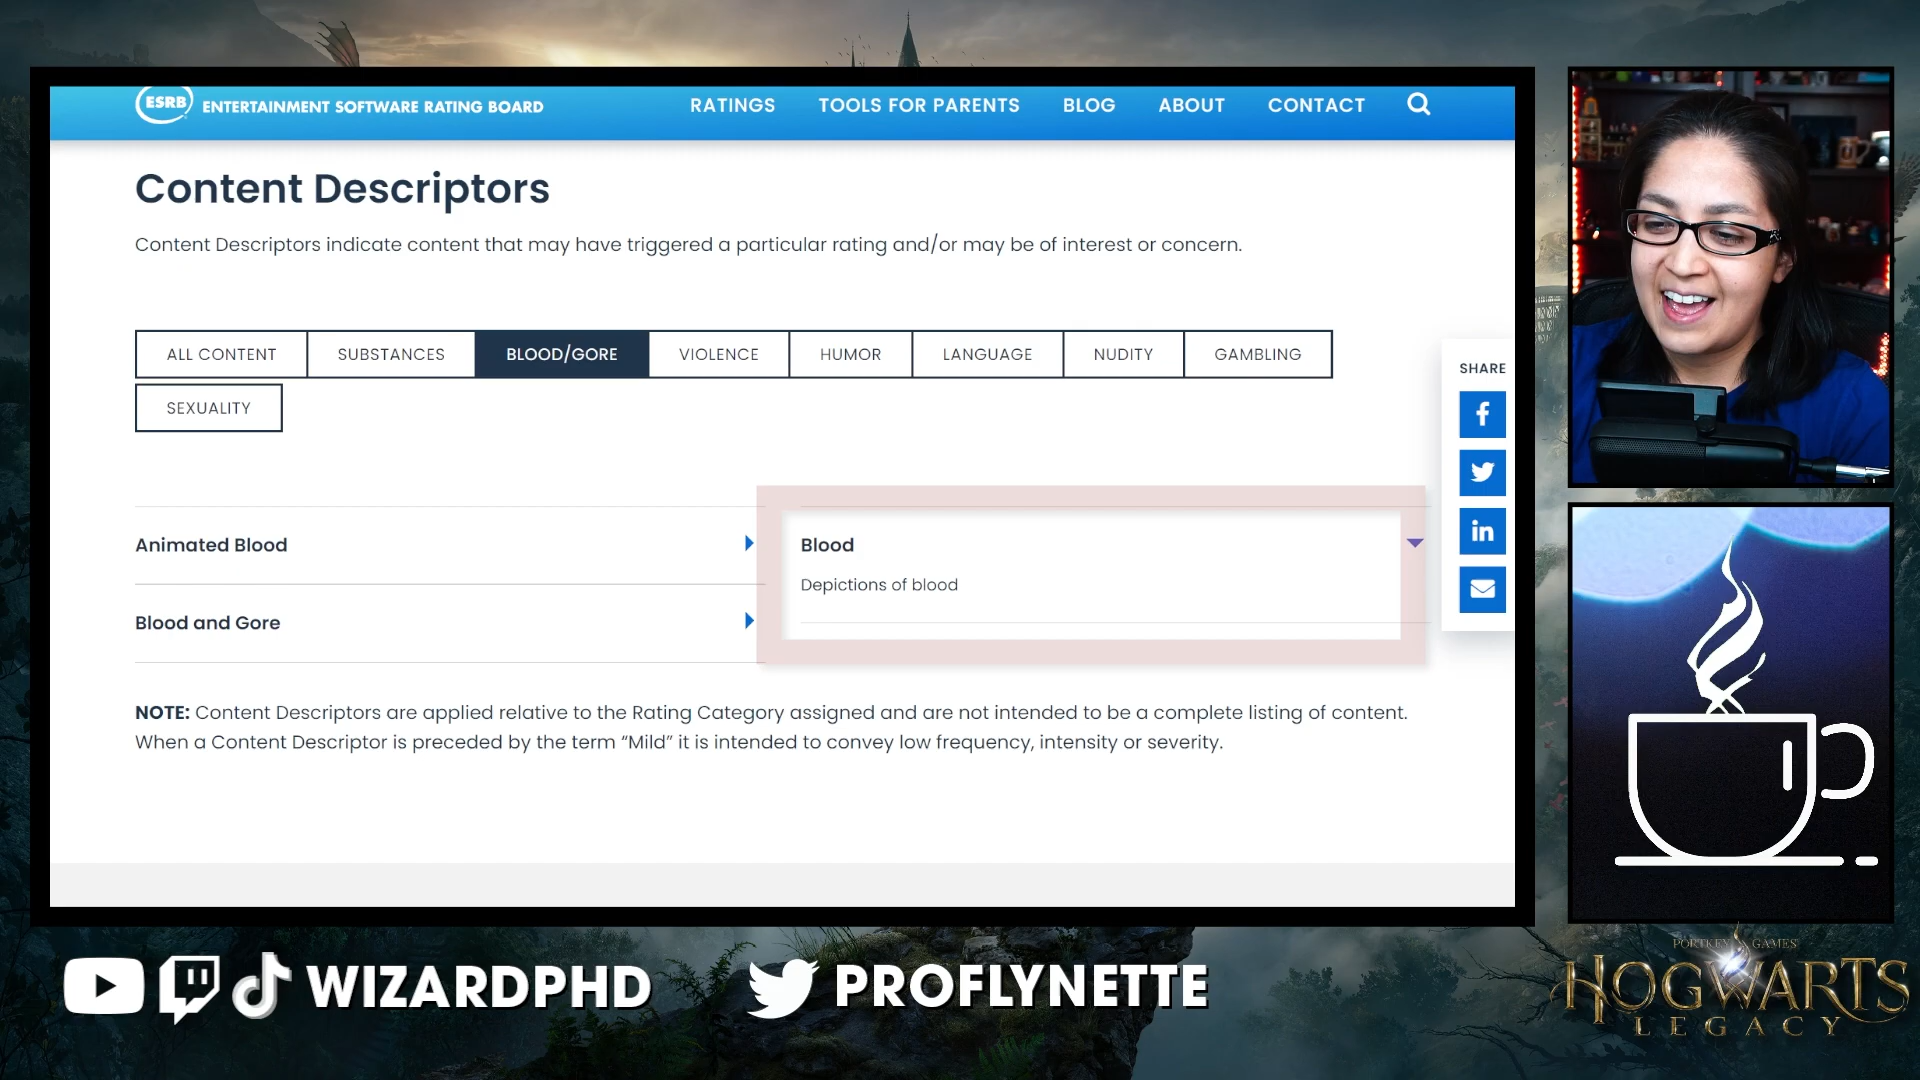 ESRB ENTERTAINMENT SOFTWARE RATING BOARD RATINGS TOOLS FOR PARENTS BLOG ABOUT CONTACT
Content Descriptors
Content Descriptors indicate content that may have triggered a particular rating and/or may be of interest or concern.
ALL CONTENT SUBSTANCES BLOOD/GORE VIOLENCE HUMOR LANGUAGE NUDITY GAMBLING
SEXUALITY
SHARE
Animated Blood
Blood
Depictions of blood
Blood and Gore
NOTE: Content Descriptors are applied relative to the Rating Category assigned and are not intended to be a complete listing of content.
When a Content Descriptor is preceded by the term “Mild” it is intended to convey low frequency, intensity or severity.
WIZARDPHD PROFLYNETTE
PORTKEY GAMES
HOGWARTS
LEGACY